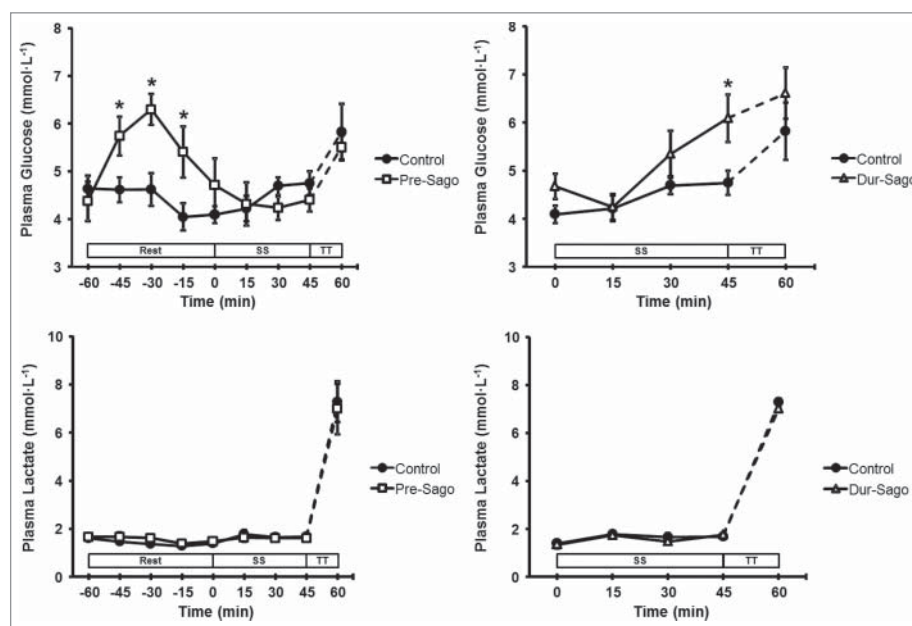 8
7
6
5
4
3
Plasma Glucose (mmol·L⁻¹)
*
*
*
Control
Pre-Sago
Rest
SS
TT
-60 -45 -30 -15 0 15 30 45 60
Time (min)
8
7
6
5
4
3
Plasma Glucose (mmol·L⁻¹)
*
Control
Dur-Sago
SS
TT
0 15 30 45 60
Time (min)
10
8
6
4
2
0
Plasma Lactate (mmol·L⁻¹)
Control
Pre-Sago
Rest
SS
TT
-60 -45 -30 -15 0 15 30 45 60
Time (min)
10
8
6
4
2
0
Plasma Lactate (mmol·L⁻¹)
Control
Dur-Sago
SS
TT
0 15 30 45 60
Time (min)